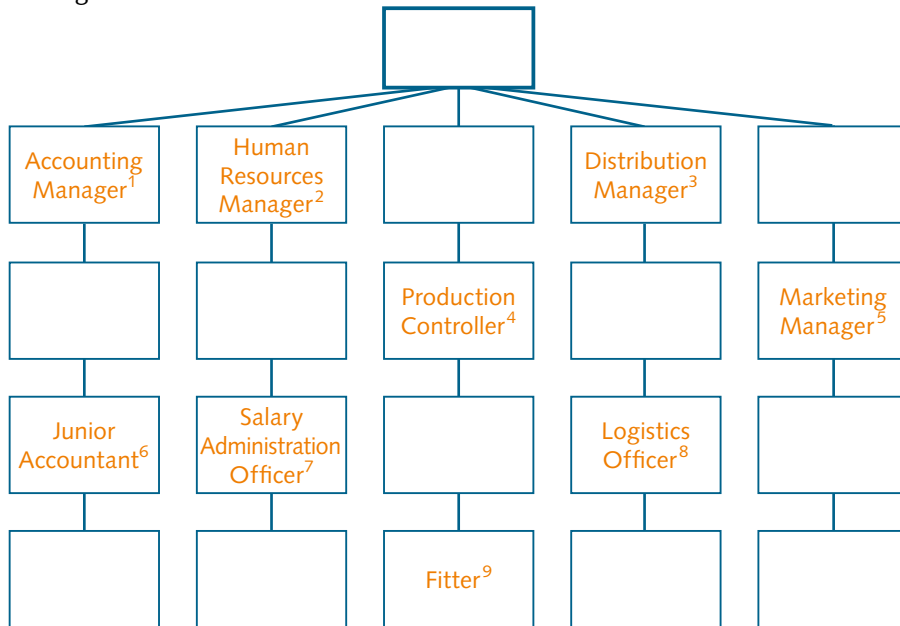 Accounting
Manager1
Human
Resources
Manager2
Distribution
Manager3
Production
Controller4
Marketing
Manager5
Junior
Accountant6
Salary
Administration
Officer7
Logistics
Officer8
Fitter9